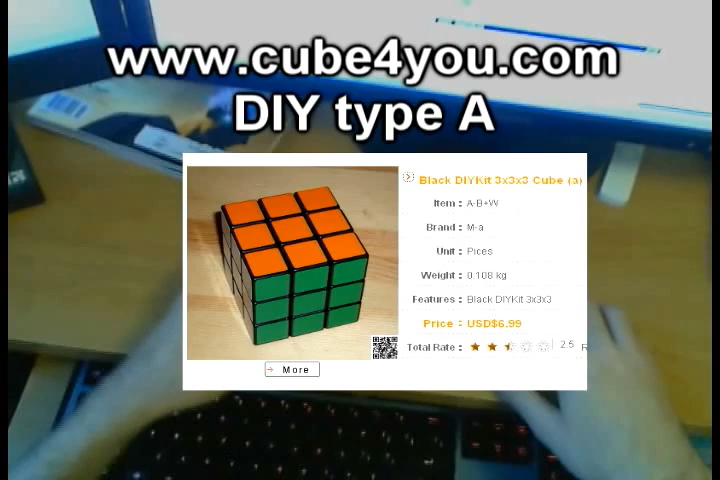 www.cube4you.com
DIY type A
Black DIYKit 3x3x3 Cube (a)
Item : A-B+W
Brand : M-a
Unit : Pices
Weight : 0.108 kg
Features : Black DIYKit 3x3x3
Price : USD$6.99
Total Rate : 2.5 R
More